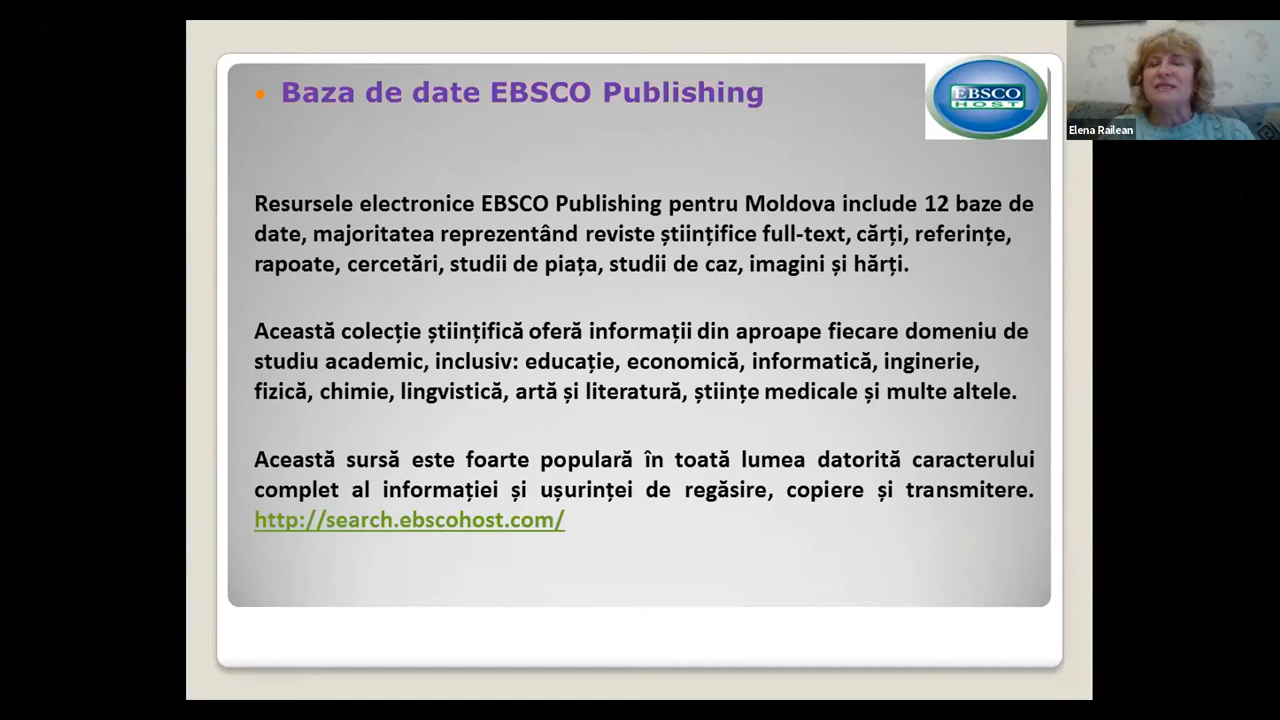 Baza de date EBSCO Publishing
EBSCO
HOST
Elena Railean
Resursele electronice EBSCO Publishing pentru Moldova include 12 baze de
date, majoritatea reprezentând reviste științifice full-text, cărți, referințe,
rapoate, cercetări, studii de piața, studii de caz, imagini și hărți.
Această colecție științifică oferă informații din aproape fiecare domeniu de
studiu academic, inclusiv: educație, economică, informatică, inginerie,
fizică, chimie, lingvistică, artă și literatură, științe medicale și multe altele.
Această sursă este foarte populară în toată lumea datorită caracterului
complet al informației și ușurinței de regăsire, copiere și transmitere.
http://search.ebscohost.com/